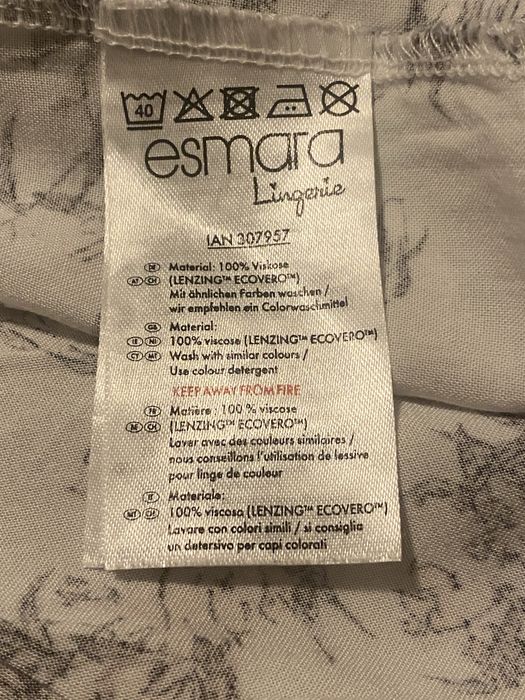 40
esmara
Lingerie
IAN 307957
DE Material: 100% Viskose
AT CH (LENZING™ ECOVERO™)
Mit ähnlichen Farben waschen /
wir empfehlen ein Colorwaschmittel
GB Material:
IE NI 100% viscose (LENZING™ ECOVERO™)
CY MT Wash with similar colours /
Use colour detergent
KEEP AWAY FROM FIRE
FR Matière : 100 % viscose
BE CH (LENZING™ ECOVERO™)
Laver avec des couleurs similaires /
nous conseillons l'utilisation de lessive
pour linge de couleur
IT Materiale:
MT CH 100% viscosa (LENZING™ ECOVERO™)
Lavare con colori simili / si consiglia
un detersivo per capi colorati